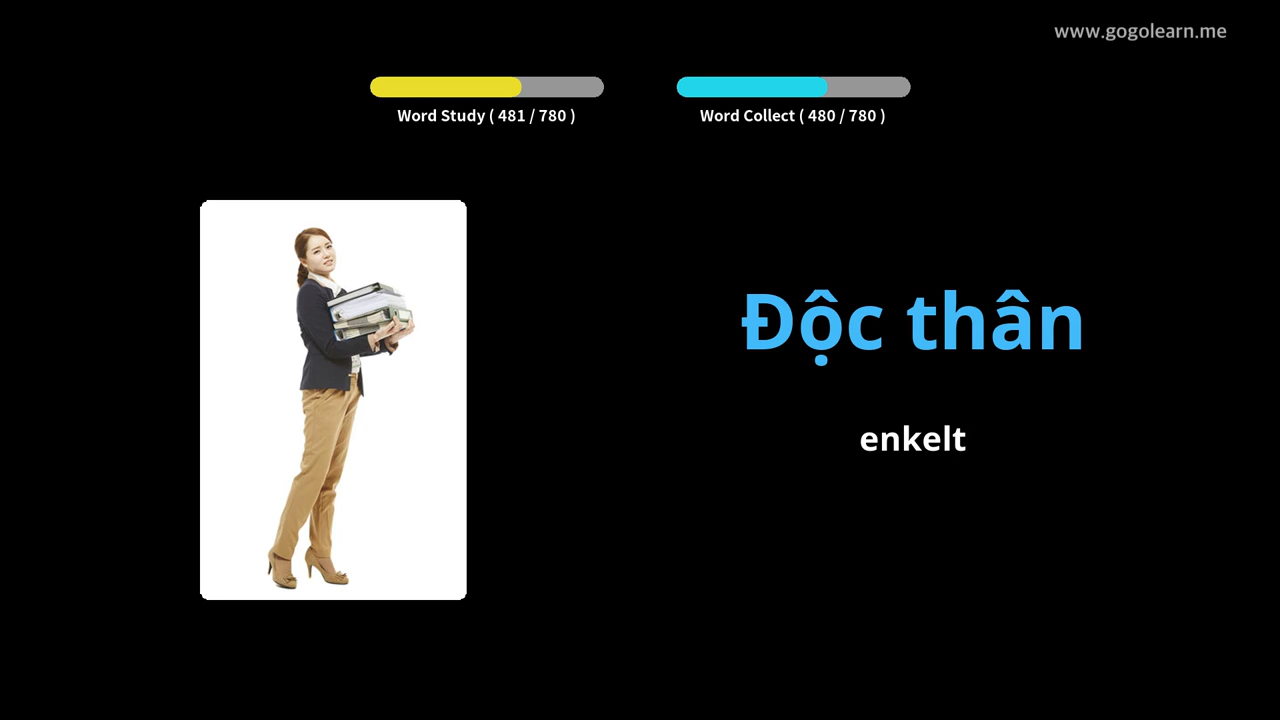 www.gogolearn.me
Word Study ( 481 / 780 )
Word Collect ( 480 / 780 )
Độc thân
enkelt